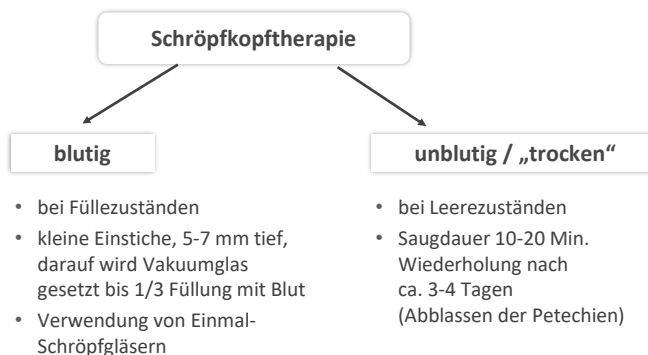 Schröpfkopftherapie
blutig
• bei Füllezuständen
• kleine Einstiche, 5-7 mm tief,
darauf wird Vakuumglas
gesetzt bis 1/3 Füllung mit Blut
• Verwendung von Einmal-
Schröpfgläsern
unblutig / „trocken“
• bei Leerezuständen
• Saugdauer 10-20 Min.
Wiederholung nach
ca. 3-4 Tagen
(Abblassen der Petechien)